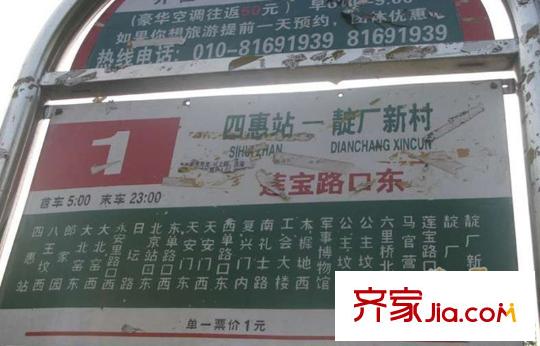 (豪华空调往返50元)
如果你想旅游提前一天预约，团体优惠
热线电话：010-81691939
81691939
1
四惠站 — 靛厂新村
SIHUIZHAN DIANCHANG XINCUN
莲宝路口东
首车 5:00 末车 23:00
四惠站
八王坟西
郎家园
大北窑东
大北窑西
永安里路口西
日坛路
北京站口东
东单路口西
天安门东
天安门西
西单路口东
复兴门内
南礼士路
工会大楼
木樨地西
军事博物馆
公主坟
公主坟
六里桥北
马官营
莲宝路口
靛厂
靛厂新
单一票价1元
齐家Jia.com